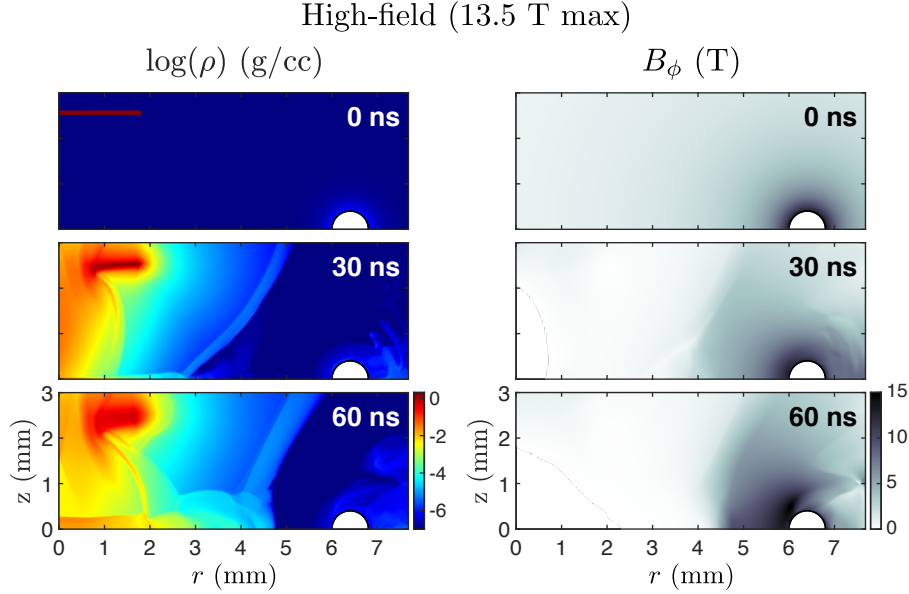 High-field (13.5 T max)
log(ρ) (g/cc)
B_ϕ (T)
0 ns
0 ns
30 ns
30 ns
60 ns
60 ns
3
2
1
0
z (mm)
0
-2
-4
-6
0 1 2 3 4 5 6 7
r (mm)
3
2
1
0
z (mm)
15
10
5
0
0 1 2 3 4 5 6 7
r (mm)